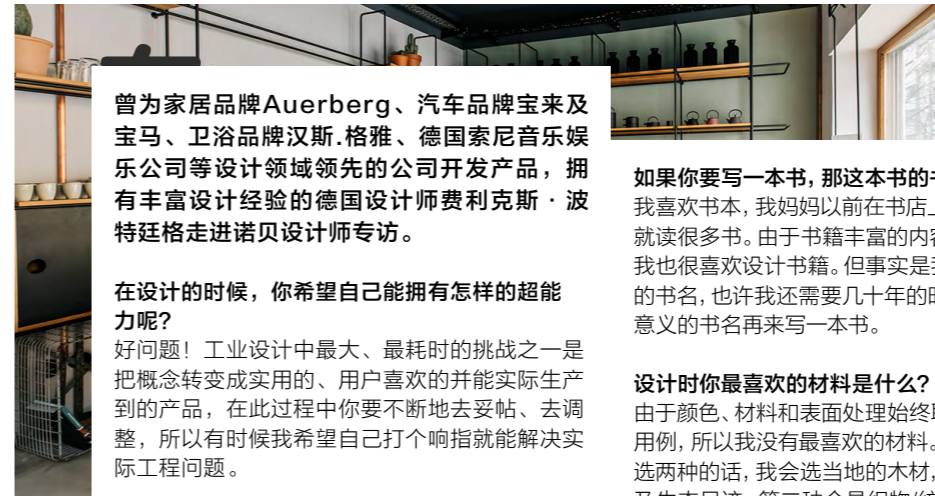 曾为家居品牌Auerberg、汽车品牌宝来及
宝马、卫浴品牌汉斯.格雅、德国索尼音乐娱
乐公司等设计领域领先的公司开发产品，拥
有丰富设计经验的德国设计师费利克斯·波
特廷格走进诺贝设计师专访。
在设计的时候，你希望自己能拥有怎样的超能
力呢?
好问题！工业设计中最大、最耗时的挑战之一是
把概念转变成实用的、用户喜欢的并能实际生产
到的产品，在此过程中你要不断地去妥帖、去调
整，所以有时候我希望自己打个响指就能解决实
际工程问题。
如果你要写一本书，那这本书的
我喜欢书本，我妈妈以前在书店
就读很多书。由于书籍丰富的内
我也很喜欢设计书籍。但事实是
的书名，也许我还需要几十年的
意义的书名再来写一本书。
设计时你最喜欢的材料是什么?
由于颜色、材料和表面处理始终
用例，所以我没有最喜欢的材料。
选两种的话，我会选当地的木材，